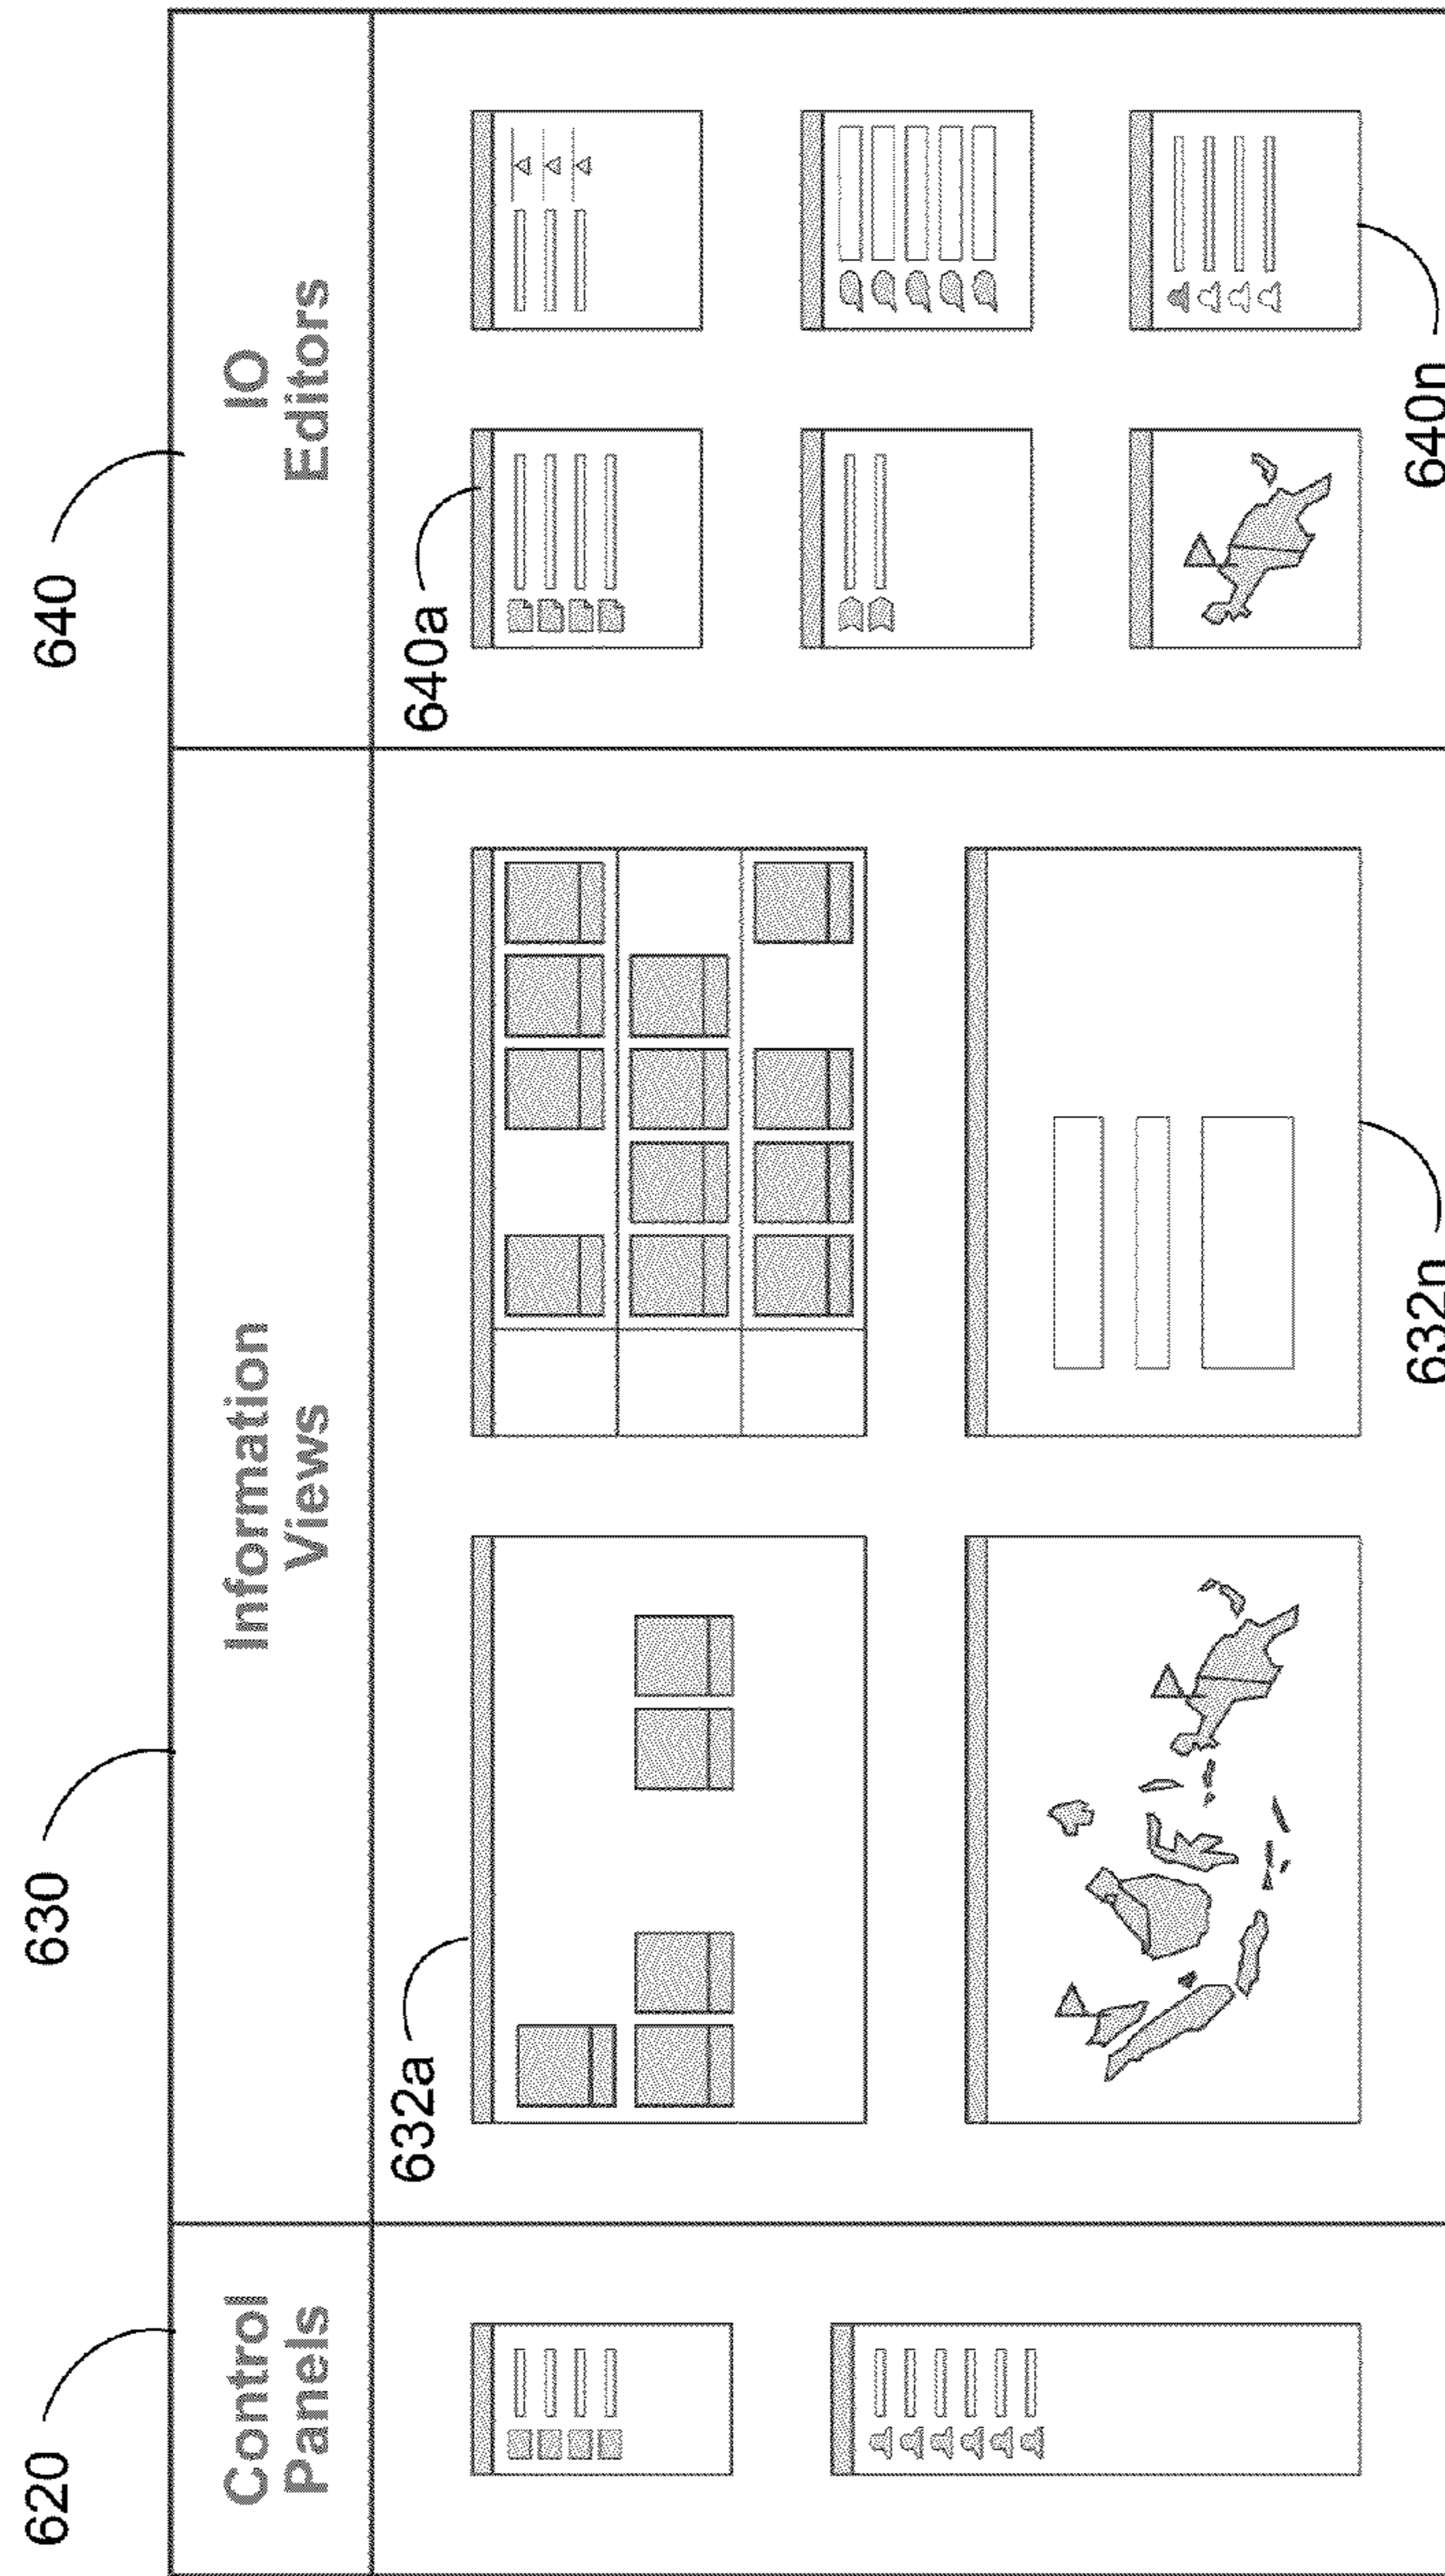 620
630
640
Control
Panels
Information
Views
IO
Editors
632a
640a
632n
640n